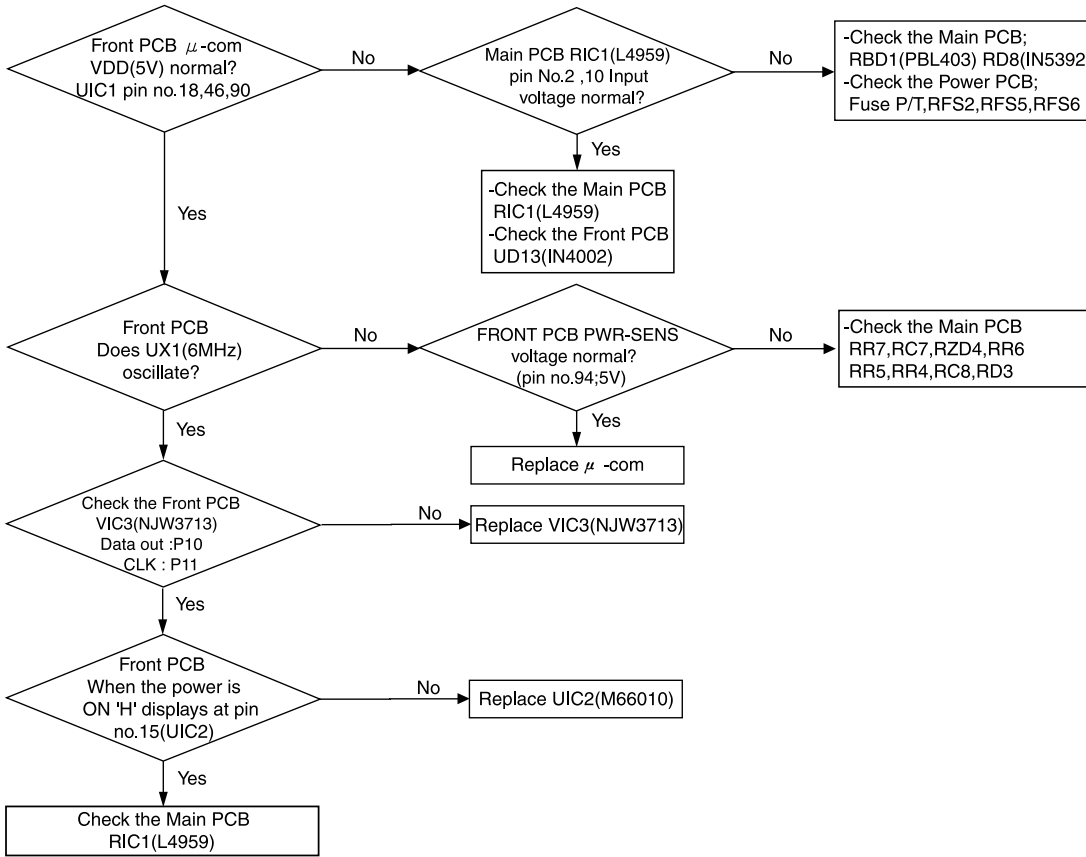 Front PCB μ-com
VDD(5V) normal?
UIC1 pin no.18,46,90
No
Main PCB RIC1(L4959)
pin No.2 ,10 Input
voltage normal?
No
-Check the Main PCB;
RBD1(PBL403) RD8(IN5392
-Check the Power PCB;
Fuse P/T,RFS2,RFS5,RFS6
Yes
-Check the Main PCB
RIC1(L4959)
-Check the Front PCB
UD13(IN4002)
Yes
Front PCB
Does UX1(6MHz)
oscillate?
No
FRONT PCB PWR-SENS
voltage normal?
(pin no.94;5V)
No
-Check the Main PCB
RR7,RC7,RZD4,RR6
RR5,RR4,RC8,RD3
Yes
Replace μ -com
Yes
Check the Front PCB
VIC3(NJW3713)
Data out :P10
CLK : P11
No
Replace VIC3(NJW3713)
Yes
Front PCB
When the power is
ON 'H' displays at pin
no.15(UIC2)
No
Replace UIC2(M66010)
Yes
Check the Main PCB
RIC1(L4959)